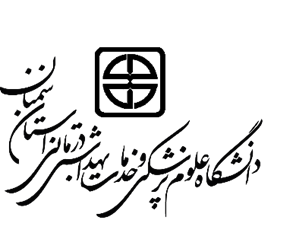 دانشگاه علوم پزشکی و خدمات بهداشتی درمانی استان سمنان